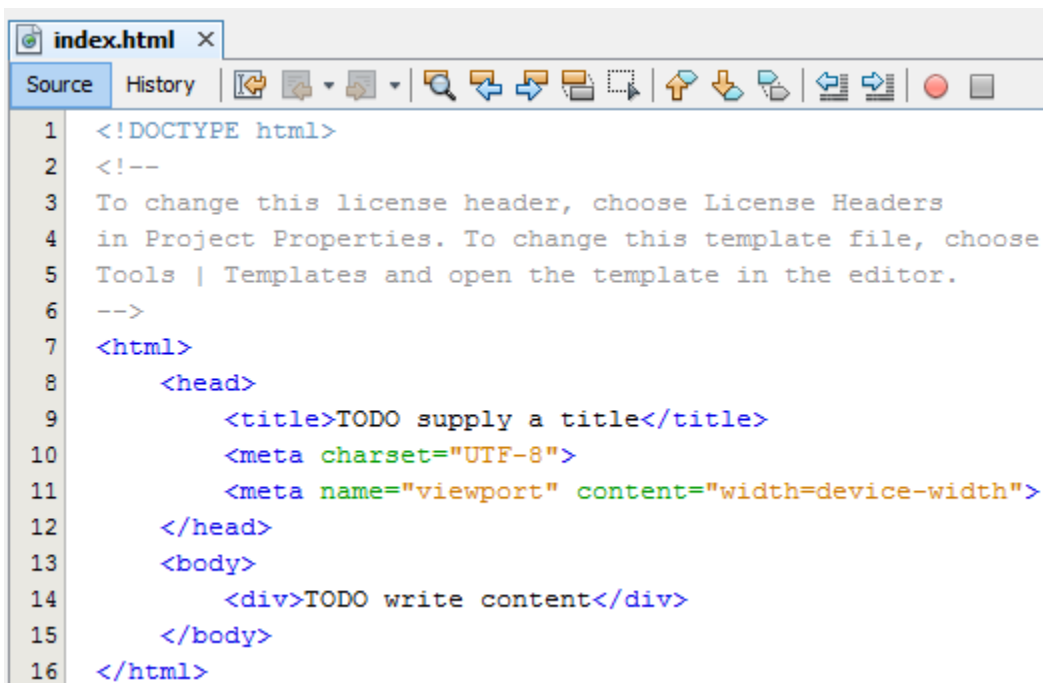 index.html ×
Source History
1 <!DOCTYPE html>
2 <!--
3 To change this license header, choose License Headers
4 in Project Properties. To change this template file, choose
5 Tools | Templates and open the template in the editor.
6 -->
7 <html>
8 <head>
9 <title>TODO supply a title</title>
10 <meta charset="UTF-8">
11 <meta name="viewport" content="width=device-width">
12 </head>
13 <body>
14 <div>TODO write content</div>
15 </body>
16 </html>